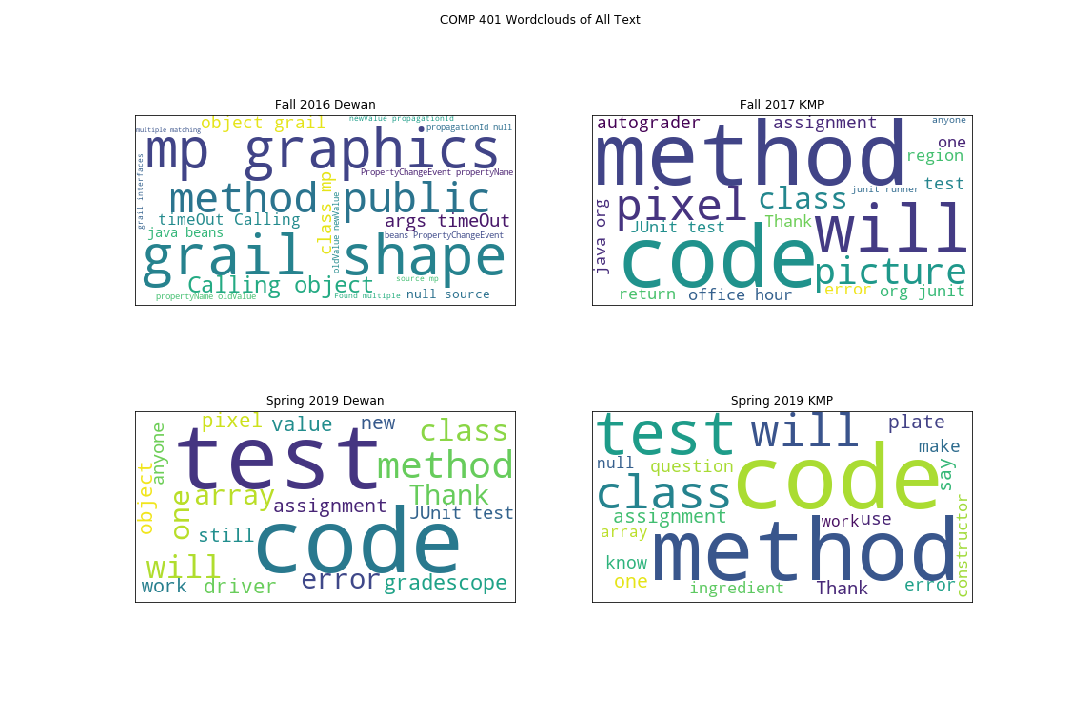 COMP 401 Wordclouds of All Text
Fall 2016 Dewan
newValue propagationId
object grail
propagationId null
multiple matching
mp graphics
PropertyChangeEvent propertyName
grail interfaces
class mp
method
public
oldValue newValue
timeOut Calling
args timeOut
java beans
beans PropertyChangeEvent
grail
shape
Calling object
source mp
propertyName oldValue
Found multiple
null source
Fall 2017 KMP
autograder
assignment
anyone
method
one
region
test
junit runner
pixel
class
java org
JUnit test
Thank
will
code
picture
return
office hour
error
org junit
Spring 2019 Dewan
pixel
value
new
anyone
test
class
method
object
one
array
assignment
Thank
JUnit test
still
code
will
error
work
driver
gradescope
Spring 2019 KMP
test
will
plate
make
null
question
code
say
class
assignment
work
use
array
method
constructor
know
one
ingredient
Thank
error